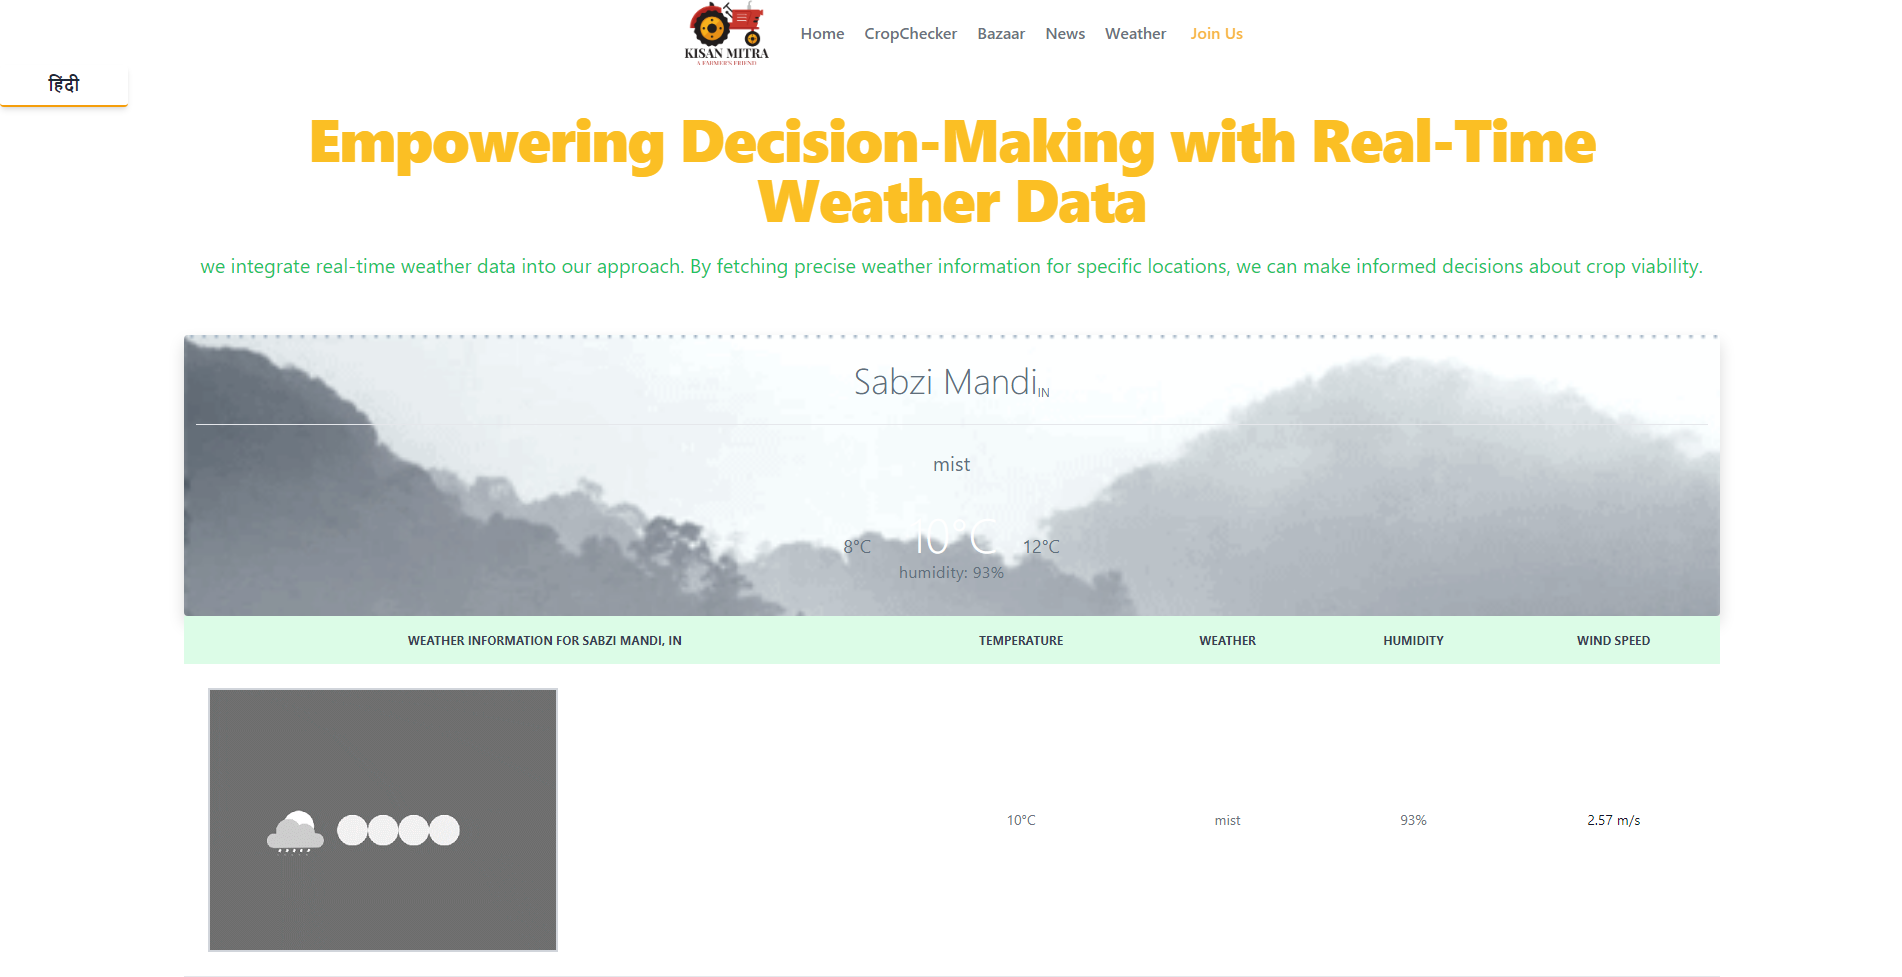 KISAN MITRA
A FARMER'S FRIEND
Home CropChecker Bazaar News Weather Join Us
हिंदी
Empowering Decision-Making with Real-Time
Weather Data
we integrate real-time weather data into our approach. By fetching precise weather information for specific locations, we can make informed decisions about crop viability.
Sabzi Mandi IN
mist
8°C 10°C 12°C
humidity: 93%
WEATHER INFORMATION FOR SABZI MANDI, IN TEMPERATURE WEATHER HUMIDITY WIND SPEED
10°C mist 93% 2.57 m/s